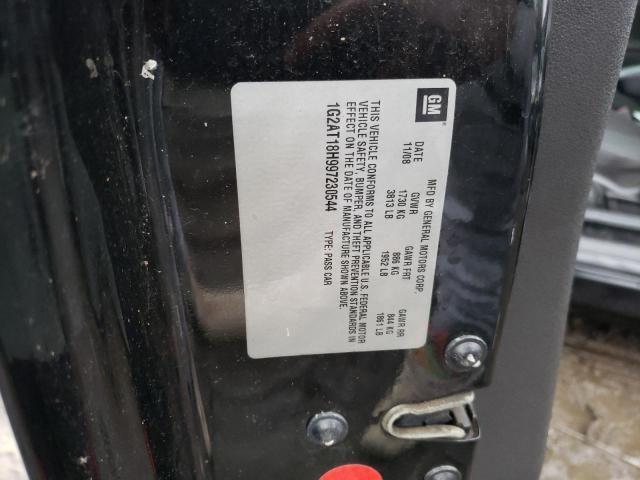 GM
MFD BY GENERAL MOTORS CORP.
DATE GVWR GAWR FRT GAWR RR
11/08 1730 KG 886 KG 844 KG
3813 LB 1952 LB 1861 LB
THIS VEHICLE CONFORMS TO ALL APPLICABLE U.S. FEDERAL MOTOR
VEHICLE SAFETY, BUMPER, AND THEFT PREVENTION STANDARDS IN
EFFECT ON THE DATE OF MANUFACTURE SHOWN ABOVE.
1G2AT18H997230544 TYPE: PASS CAR